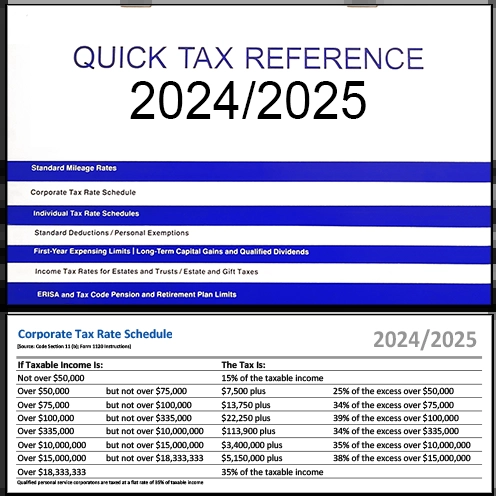 QUICK TAX REFERENCE
2024/2025
Standard Mileage Rates
Corporate Tax Rate Schedule
Individual Tax Rate Schedules
Standard Deductions / Personal Exemptions
First-Year Expensing Limits | Long-Term Capital Gains and Qualified Dividends
Income Tax Rates for Estates and Trusts / Estate and Gift Taxes
ERISA and Tax Code Pension and Retirement Plan Limits
Corporate Tax Rate Schedule 2024/2025
[Source: Code Section 11 (b); Form 1120 Instructions]
If Taxable Income Is: The Tax Is:
Not over $50,000 15% of the taxable income
Over $50,000 but not over $75,000 $7,500 plus 25% of the excess over $50,000
Over $75,000 but not over $100,000 $13,750 plus 34% of the excess over $75,000
Over $100,000 but not over $335,000 $22,250 plus 39% of the excess over $100,000
Over $335,000 but not over $10,000,000 $113,900 plus 34% of the excess over $335,000
Over $10,000,000 but not over $15,000,000 $3,400,000 plus 35% of the excess over $10,000,000
Over $15,000,000 but not over $18,333,333 $5,150,000 plus 38% of the excess over $15,000,000
Over $18,333,333 35% of the taxable income
Qualified personal service corporations are taxed at a flat rate of 35% of taxable income